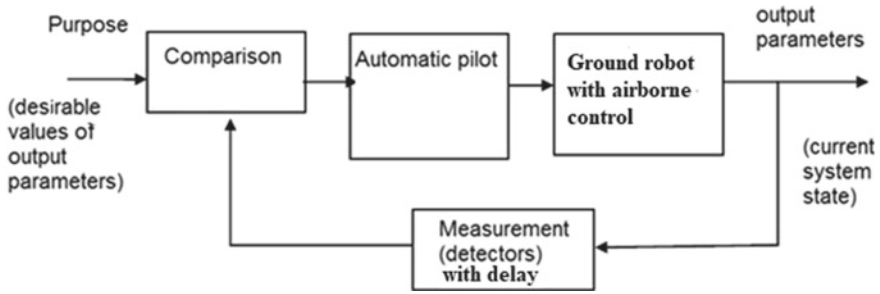 Purpose
(desirable
values of
output
parameters)
Comparison
Automatic pilot
Ground robot
with airborne
control
output
parameters
(current
system
state)
Measurement
(detectors)
with delay